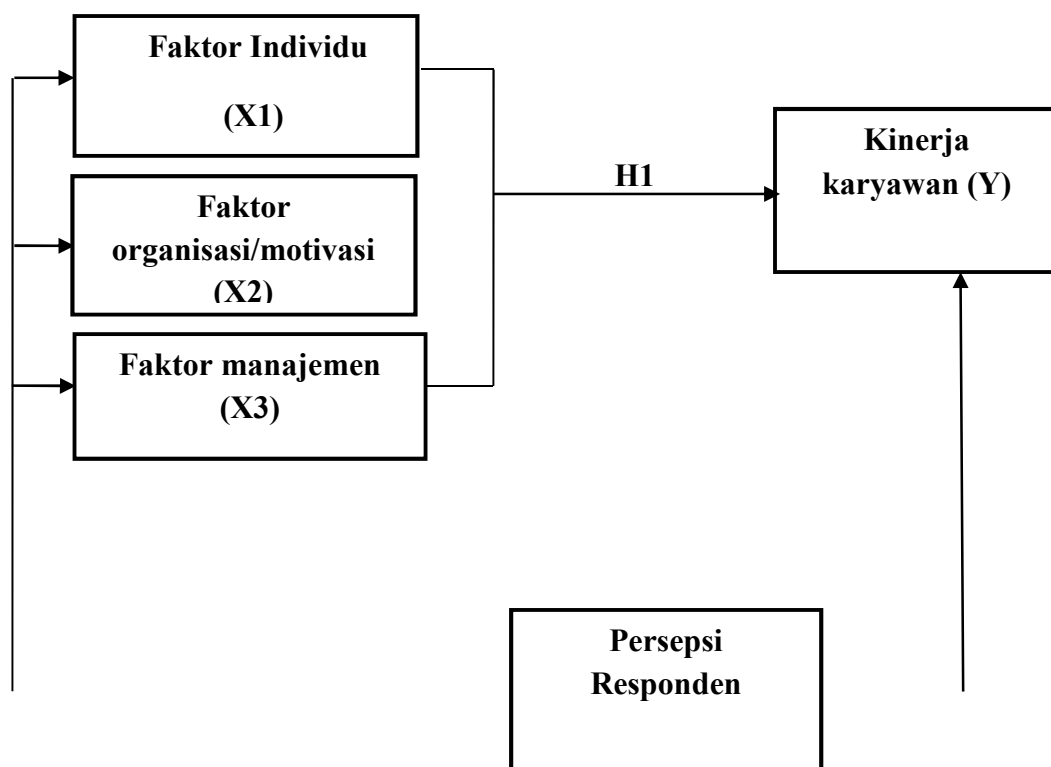 Faktor Individu
(X1)
Faktor
organisasi/motivasi
(X2)
Faktor manajemen
(X3)
H1
Kinerja
karyawan (Y)
Persepsi
Responden